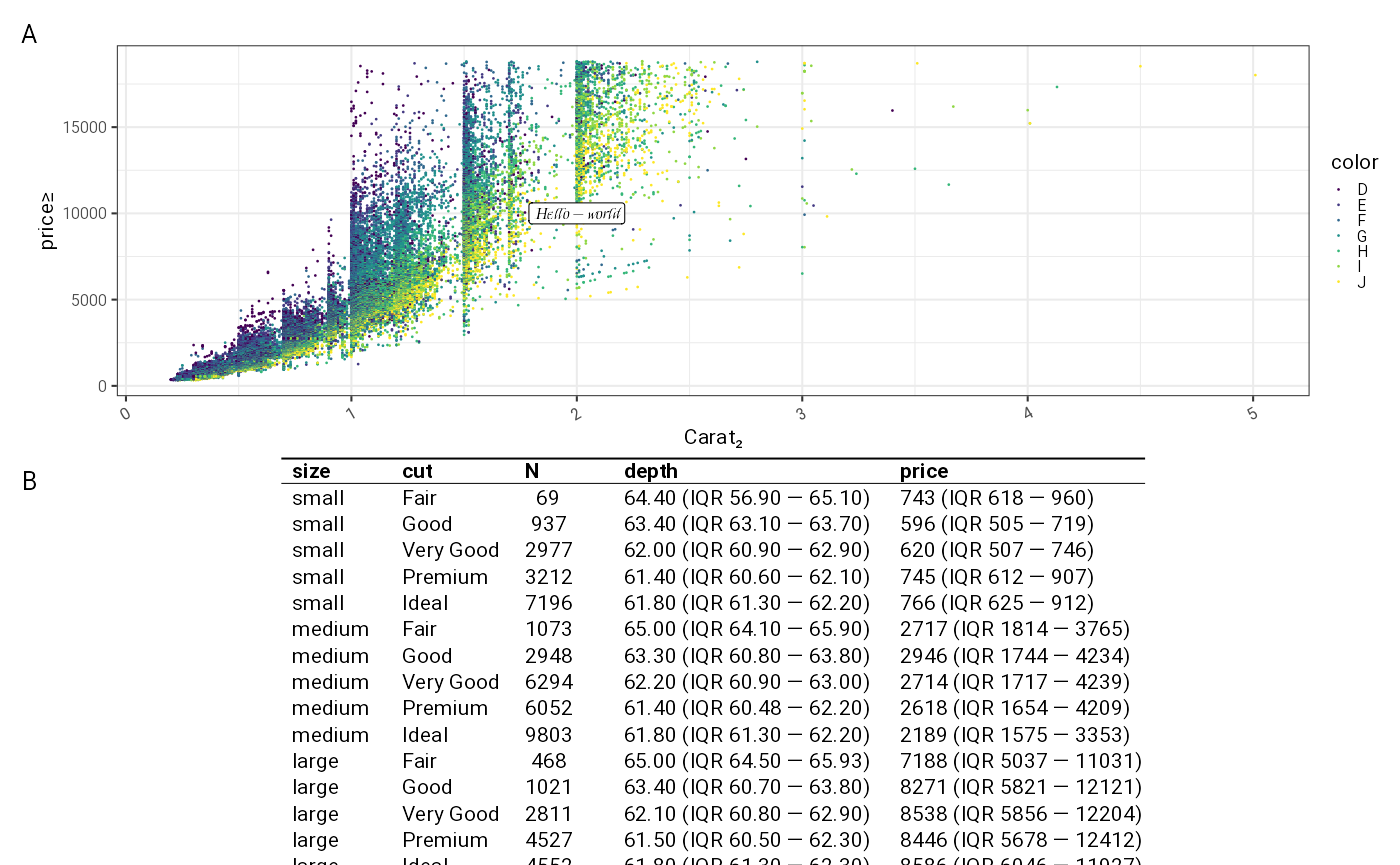 A
price≥
15000
10000
5000
0
Hello – world
0 1 2 3 4 5
Carat₂
color
D
E
F
G
H
I
J
B
size cut N depth price
small Fair 69 64.40 (IQR 56.90 – 65.10) 743 (IQR 618 – 960)
small Good 937 63.40 (IQR 63.10 – 63.70) 596 (IQR 505 – 719)
small Very Good 2977 62.00 (IQR 60.90 – 62.90) 620 (IQR 507 – 746)
small Premium 3212 61.40 (IQR 60.60 – 62.10) 745 (IQR 612 – 907)
small Ideal 7196 61.80 (IQR 61.30 – 62.20) 766 (IQR 625 – 912)
medium Fair 1073 65.00 (IQR 64.10 – 65.90) 2717 (IQR 1814 – 3765)
medium Good 2948 63.30 (IQR 60.80 – 63.80) 2946 (IQR 1744 – 4234)
medium Very Good 6294 62.20 (IQR 60.90 – 63.00) 2714 (IQR 1717 – 4239)
medium Premium 6052 61.40 (IQR 60.48 – 62.20) 2618 (IQR 1654 – 4209)
medium Ideal 9803 61.80 (IQR 61.30 – 62.20) 2189 (IQR 1575 – 3353)
large Fair 468 65.00 (IQR 64.50 – 65.93) 7188 (IQR 5037 – 11031)
large Good 1021 63.40 (IQR 60.70 – 63.80) 8271 (IQR 5821 – 12121)
large Very Good 2811 62.10 (IQR 60.80 – 62.90) 8538 (IQR 5856 – 12204)
large Premium 4527 61.50 (IQR 60.50 – 62.30) 8446 (IQR 5678 – 12412)
large Ideal